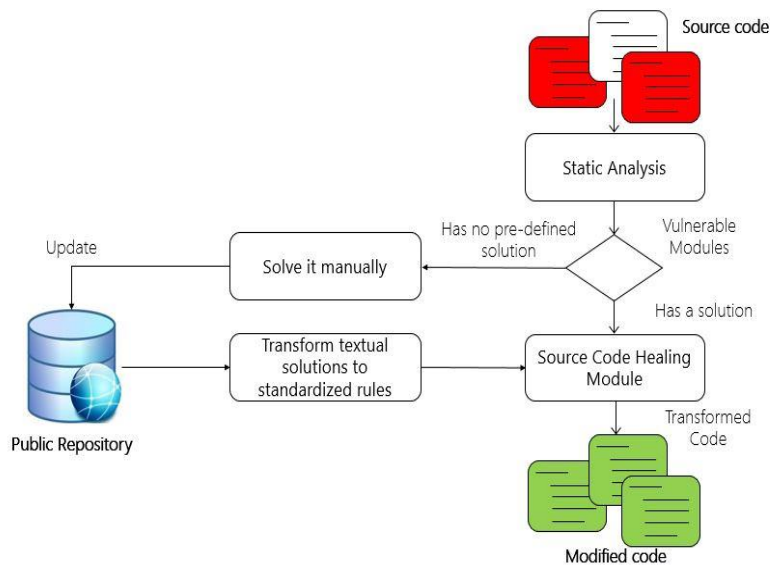 Source code
Static Analysis
Vulnerable
Modules
Has no pre-defined
solution
Update
Solve it manually
Has a solution
Transform textual
solutions to
standardized rules
Source Code Healing
Module
Public Repository
Transformed
Code
Modified code